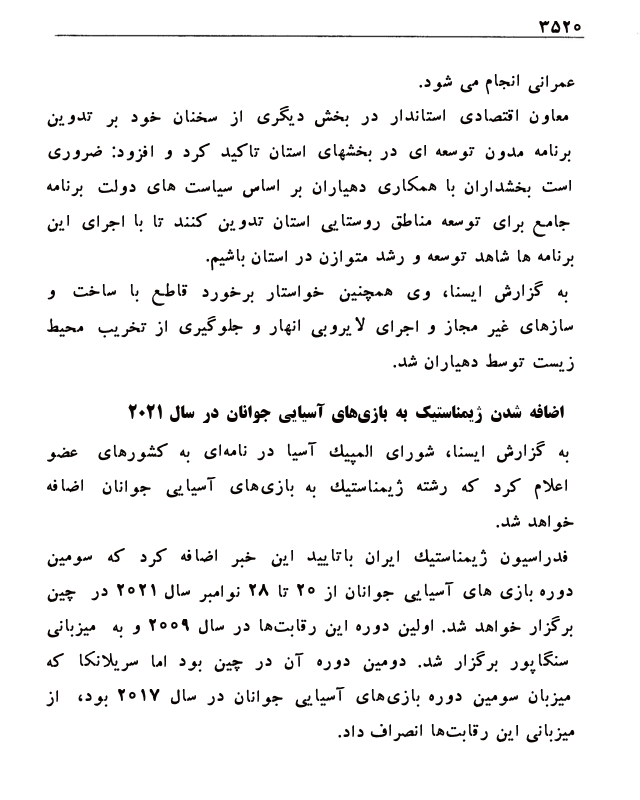 ۳۵۲۰
عمرانی انجام می شود.
معاون اقتصادی استاندار در بخش دیگری از سخنان خود بر تدوین
برنامه مدون توسعه ای در بخشهای استان تاکید کرد و افزود: ضروری
است بخشداران با همکاری دهیاران بر اساس سیاست های دولت برنامه
جامع برای توسعه مناطق روستایی استان تدوین کنند تا با اجرای این
برنامه ها شاهد توسعه و رشد متوازن در استان باشیم.
به گزارش ایسنا، وی همچنین خواستار برخورد قاطع با ساخت و
سازهای غیر مجاز و اجرای لایروبی انهار و جلوگیری از تخریب محیط
زیست توسط دهیاران شد.
اضافه شدن ژیمناستیک به بازی‌های آسیایی جوانان در سال ۲۰۲۱
به گزارش ایسنا، شورای المپیك آسیا در نامه‌ای به کشورهای عضو
اعلام کرد که رشته ژیمناستیك به بازی‌های آسیایی جوانان اضافه
خواهد شد.
فدراسیون ژیمناستیك ایران باتایید این خبر اضافه کرد که سومین
دوره بازی های آسیایی جوانان از ۲۰ تا ۲۸ نوامبر سال ۲۰۲۱ در چین
برگزار خواهد شد. اولین دوره این رقابت‌ها در سال ۲۰۰۹ و به میزبانی
سنگاپور برگزار شد. دومین دوره آن در چین بود اما سریلانکا که
میزبان سومین دوره بازی‌های آسیایی جوانان در سال ۲۰۱۷ بود، از
میزبانی این رقابت‌ها انصراف داد.